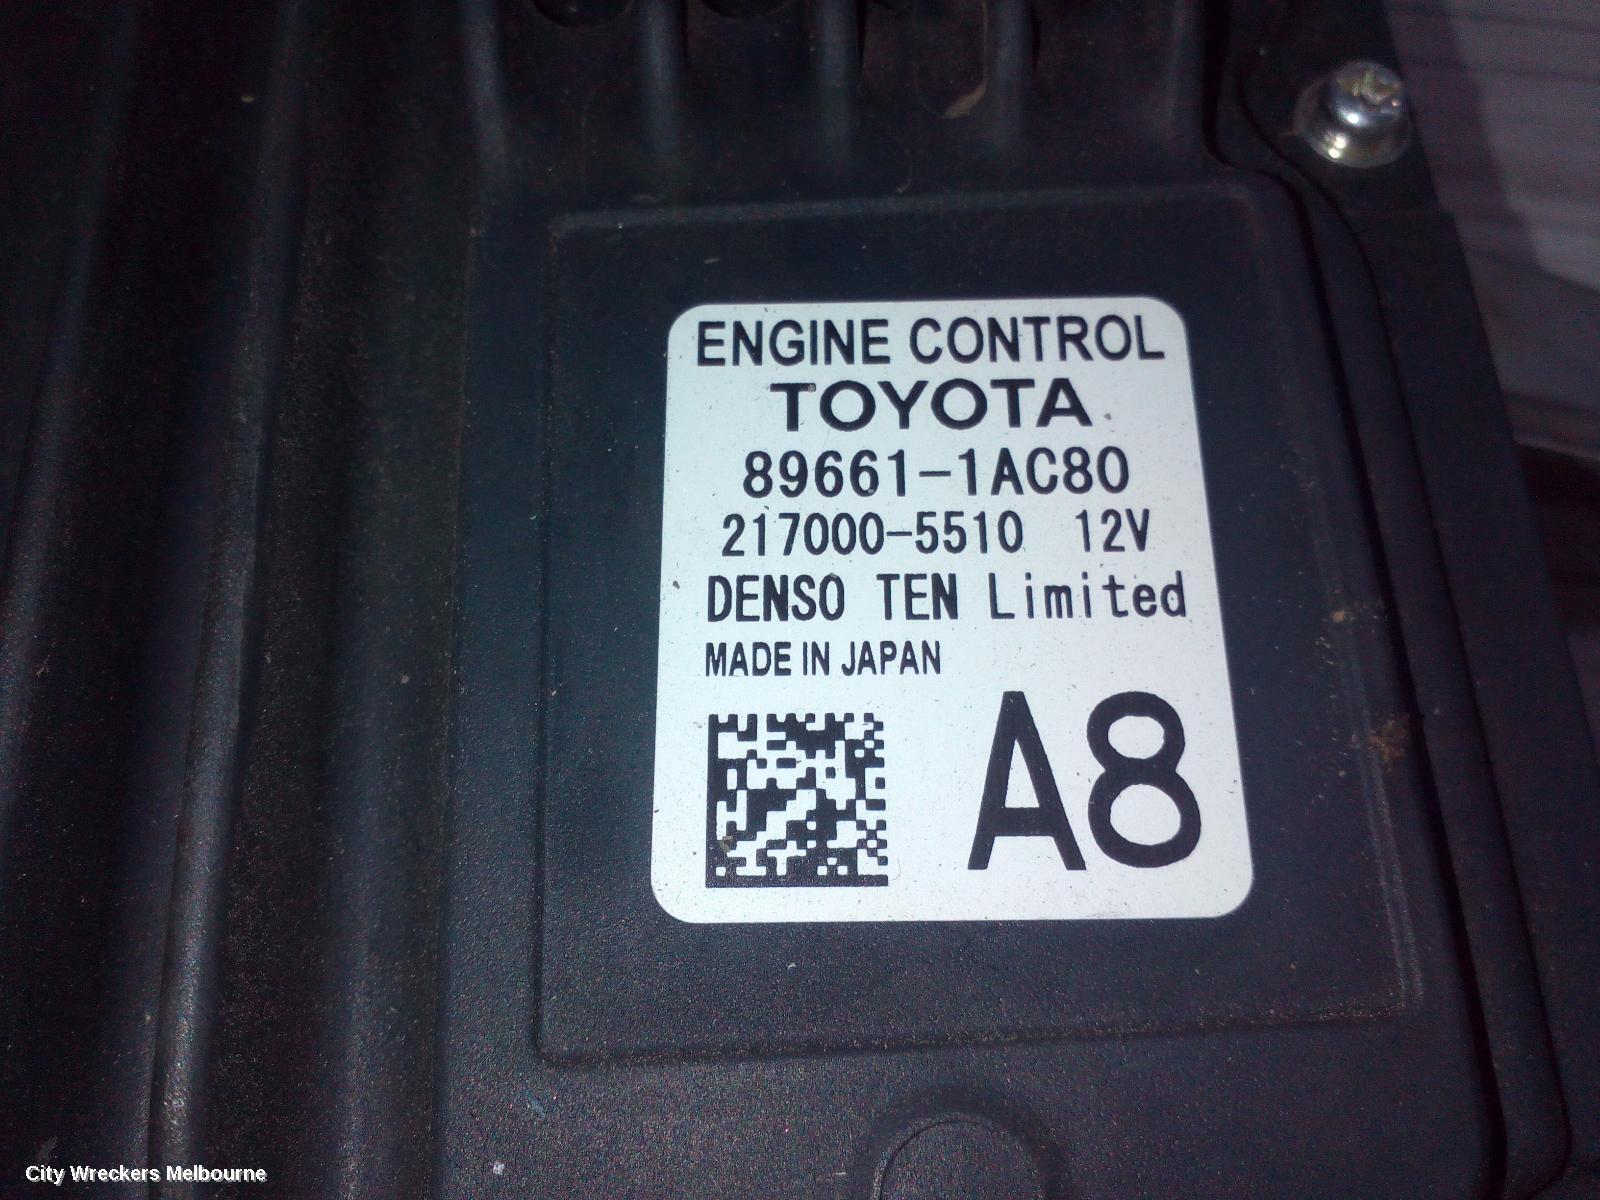 ENGINE CONTROL
TOYOTA
89661-1AC80
217000-5510 12V
DENSO TEN Limited
MADE IN JAPAN
A8
City Wreckers Melbourne